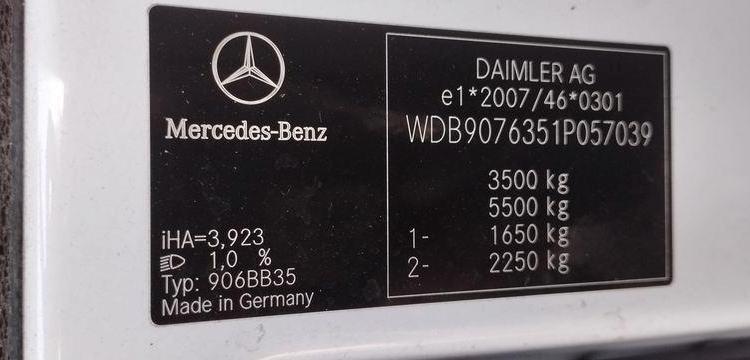 Mercedes-Benz
iHA=3,923
1,0 %
Typ: 906BB35
Made in Germany
DAIMLER AG
e1*2007/46*0301
WDB9076351P057039
3500 kg
5500 kg
1- 1650 kg
2- 2250 kg